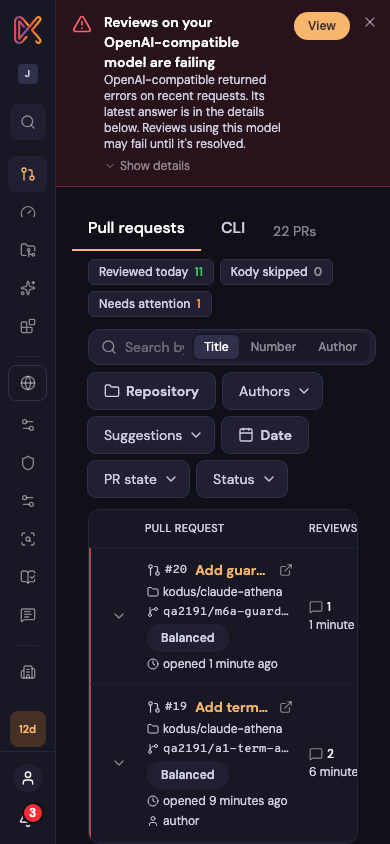 Reviews on your
OpenAI-compatible
model are failing
View
OpenAI-compatible returned
errors on recent requests. Its
latest answer is in the details
below. Reviews using this model
may fail until it's resolved.
Show details
J
Pull requests
CLI
22 PRs
Reviewed today 11
Kody skipped 0
Needs attention 1
Search by
Title
Number
Author
Repository
Authors
Suggestions
Date
PR state
Status
PULL REQUEST
REVIEWS
#20 Add guar...
kodus/claude-athena
qa2191/m6a-guard…
Balanced
opened 1 minute ago
1
1 minute
#19 Add term...
kodus/claude-athena
qa2191/a1-term-a…
Balanced
opened 9 minutes ago
author
2
6 minute
12d
3